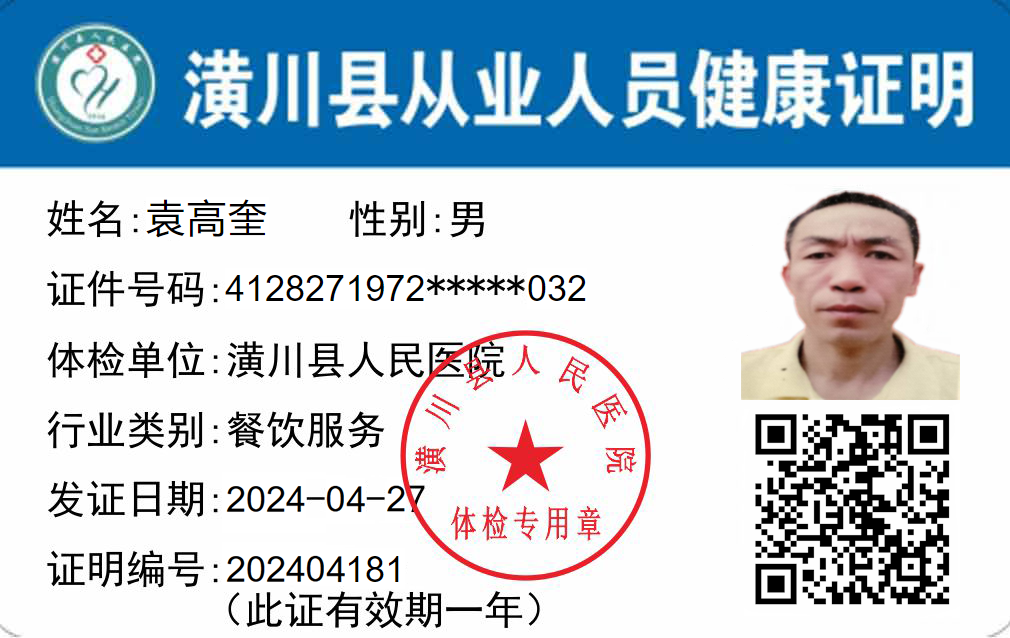 潢川县从业人员健康证明
姓名:袁高奎 性别:男
证件号码:4128271972*****032
体检单位:潢川县人民医院
行业类别:餐饮服务
发证日期:2024-04-27
证明编号:202404181
（此证有效期一年）
潢川县人民医院
体检专用章